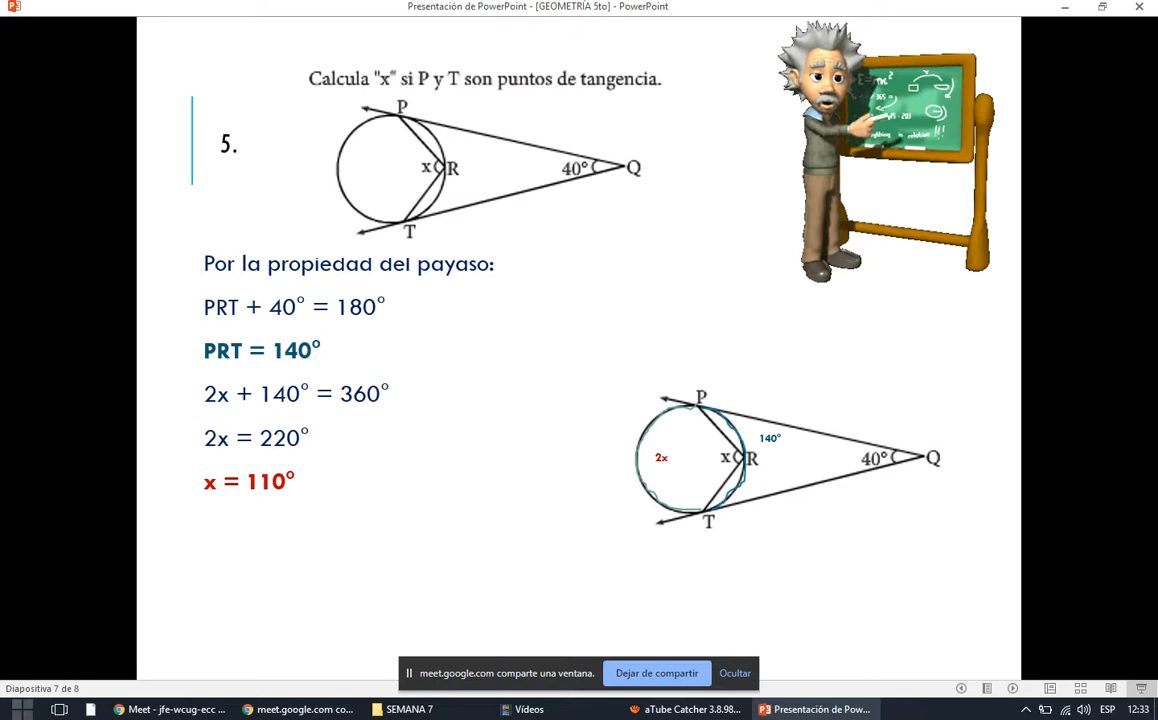 Presentación de PowerPoint - [GEOMETRÍA 5to] - PowerPoint
Calcula "x" si P y T son puntos de tangencia.
5.
P
x R
40° Q
T
Por la propiedad del payaso:
PRT + 40° = 180°
PRT = 140°
2x + 140° = 360°
2x = 220°
x = 110°
P
140°
2x
x R
40° Q
T
meet.google.com comparte una ventana.
Dejar de compartir
Ocultar
Diapositiva 7 de 8
Meet - jfe-wcug-ecc ...
meet.google.com co...
SEMANA 7
Vídeos
aTube Catcher 3.8.98...
Presentación de Pow...
ESP
12:33